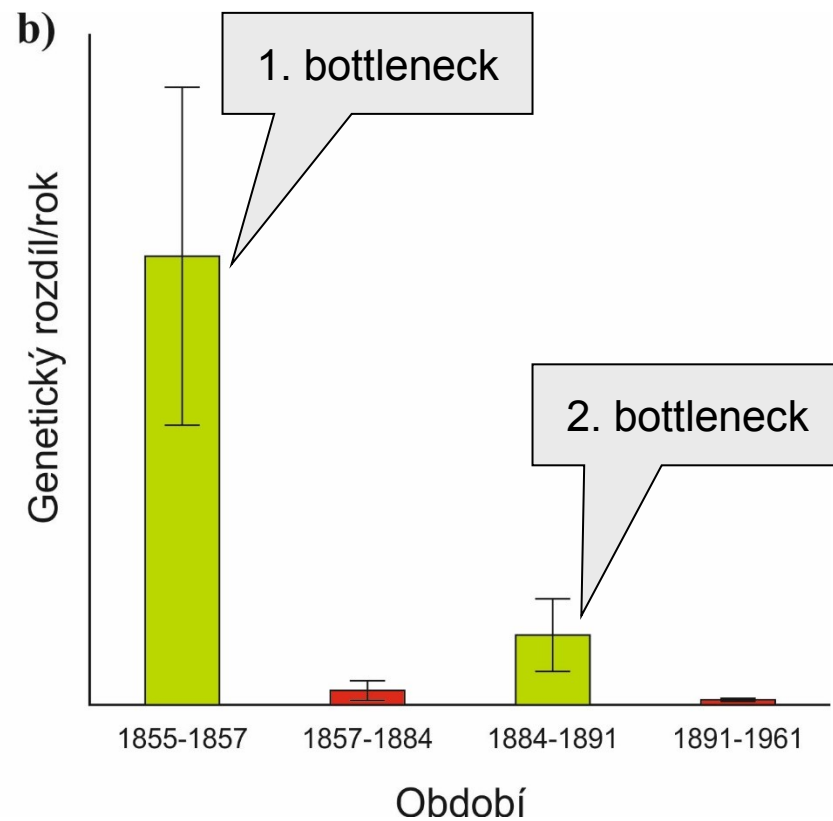 b)
1. bottleneck
2. bottleneck
Genetický rozdíl/rok
1855-1857
1857-1884
1884-1891
1891-1961
Období